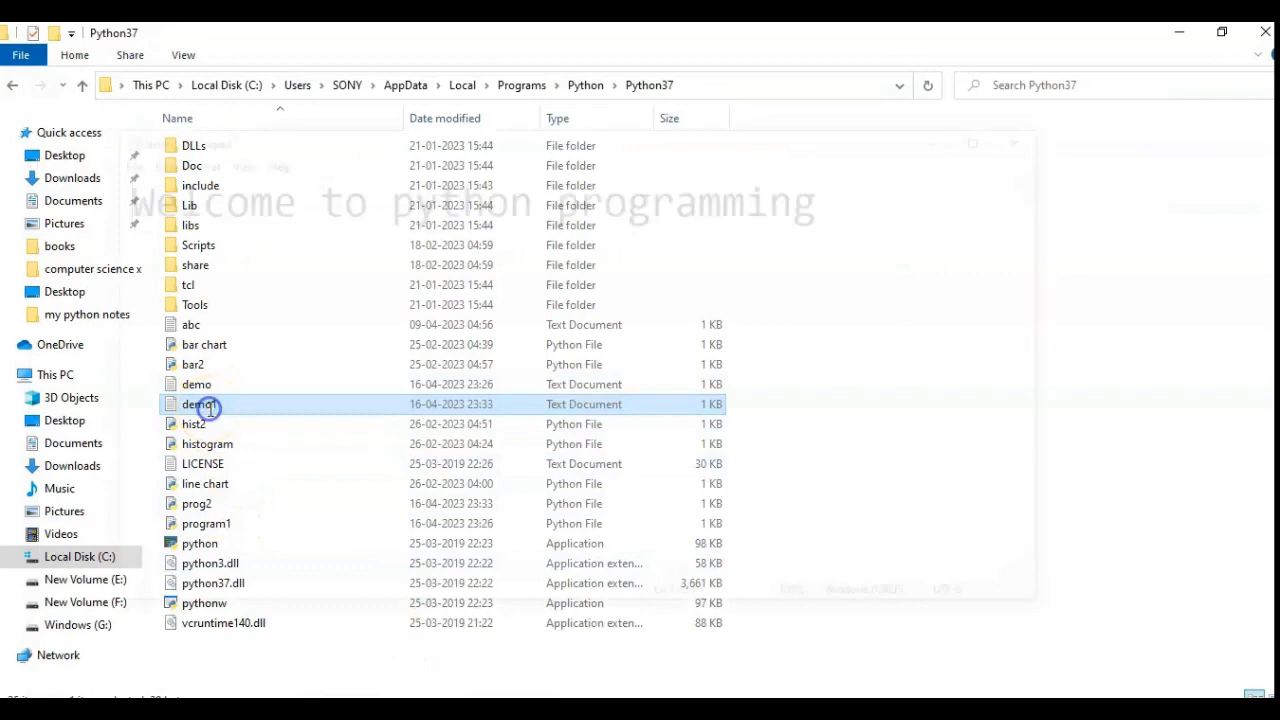 Python37
File Home Share View
This PC Local Disk (C:) Users SONY AppData Local Programs Python Python37 Search Python37
Name Date modified Type Size
Quick access
Desktop
Downloads
Documents
Pictures
books
computer science x
Desktop
my python notes
OneDrive
This PC
3D Objects
Desktop
Documents
Downloads
Music
Pictures
Videos
Local Disk (C:)
New Volume (E:)
New Volume (F:)
Windows (G:)
Network
DLLs 21-01-2023 15:44 File folder
Doc 21-01-2023 15:44 File folder
include 21-01-2023 15:43 File folder
Lib 21-01-2023 15:44 File folder
libs 21-01-2023 15:44 File folder
Scripts 18-02-2023 04:59 File folder
share 18-02-2023 04:59 File folder
tcl 21-01-2023 15:44 File folder
Tools 21-01-2023 15:44 File folder
abc 09-04-2023 04:56 Text Document 1 KB
bar chart 25-02-2023 04:39 Python File 1 KB
bar2 25-02-2023 04:57 Python File 1 KB
demo 16-04-2023 23:26 Text Document 1 KB
demo1 16-04-2023 23:33 Text Document 1 KB
hist2 26-02-2023 04:51 Python File 1 KB
histogram 26-02-2023 04:24 Python File 1 KB
LICENSE 25-03-2019 22:26 Text Document 30 KB
line chart 26-02-2023 04:00 Python File 1 KB
prog2 16-04-2023 23:33 Python File 1 KB
program1 16-04-2023 23:26 Python File 1 KB
python 25-03-2019 22:23 Application 98 KB
python3.dll 25-03-2019 22:22 Application exten... 58 KB
python37.dll 25-03-2019 22:22 Application exten... 3,661 KB
pythonw 25-03-2019 22:23 Application 97 KB
vcruntime140.dll 25-03-2019 21:22 Application exten... 88 KB
Welcome to python programming
View Help
100% Windows (CRLF) UTF-8